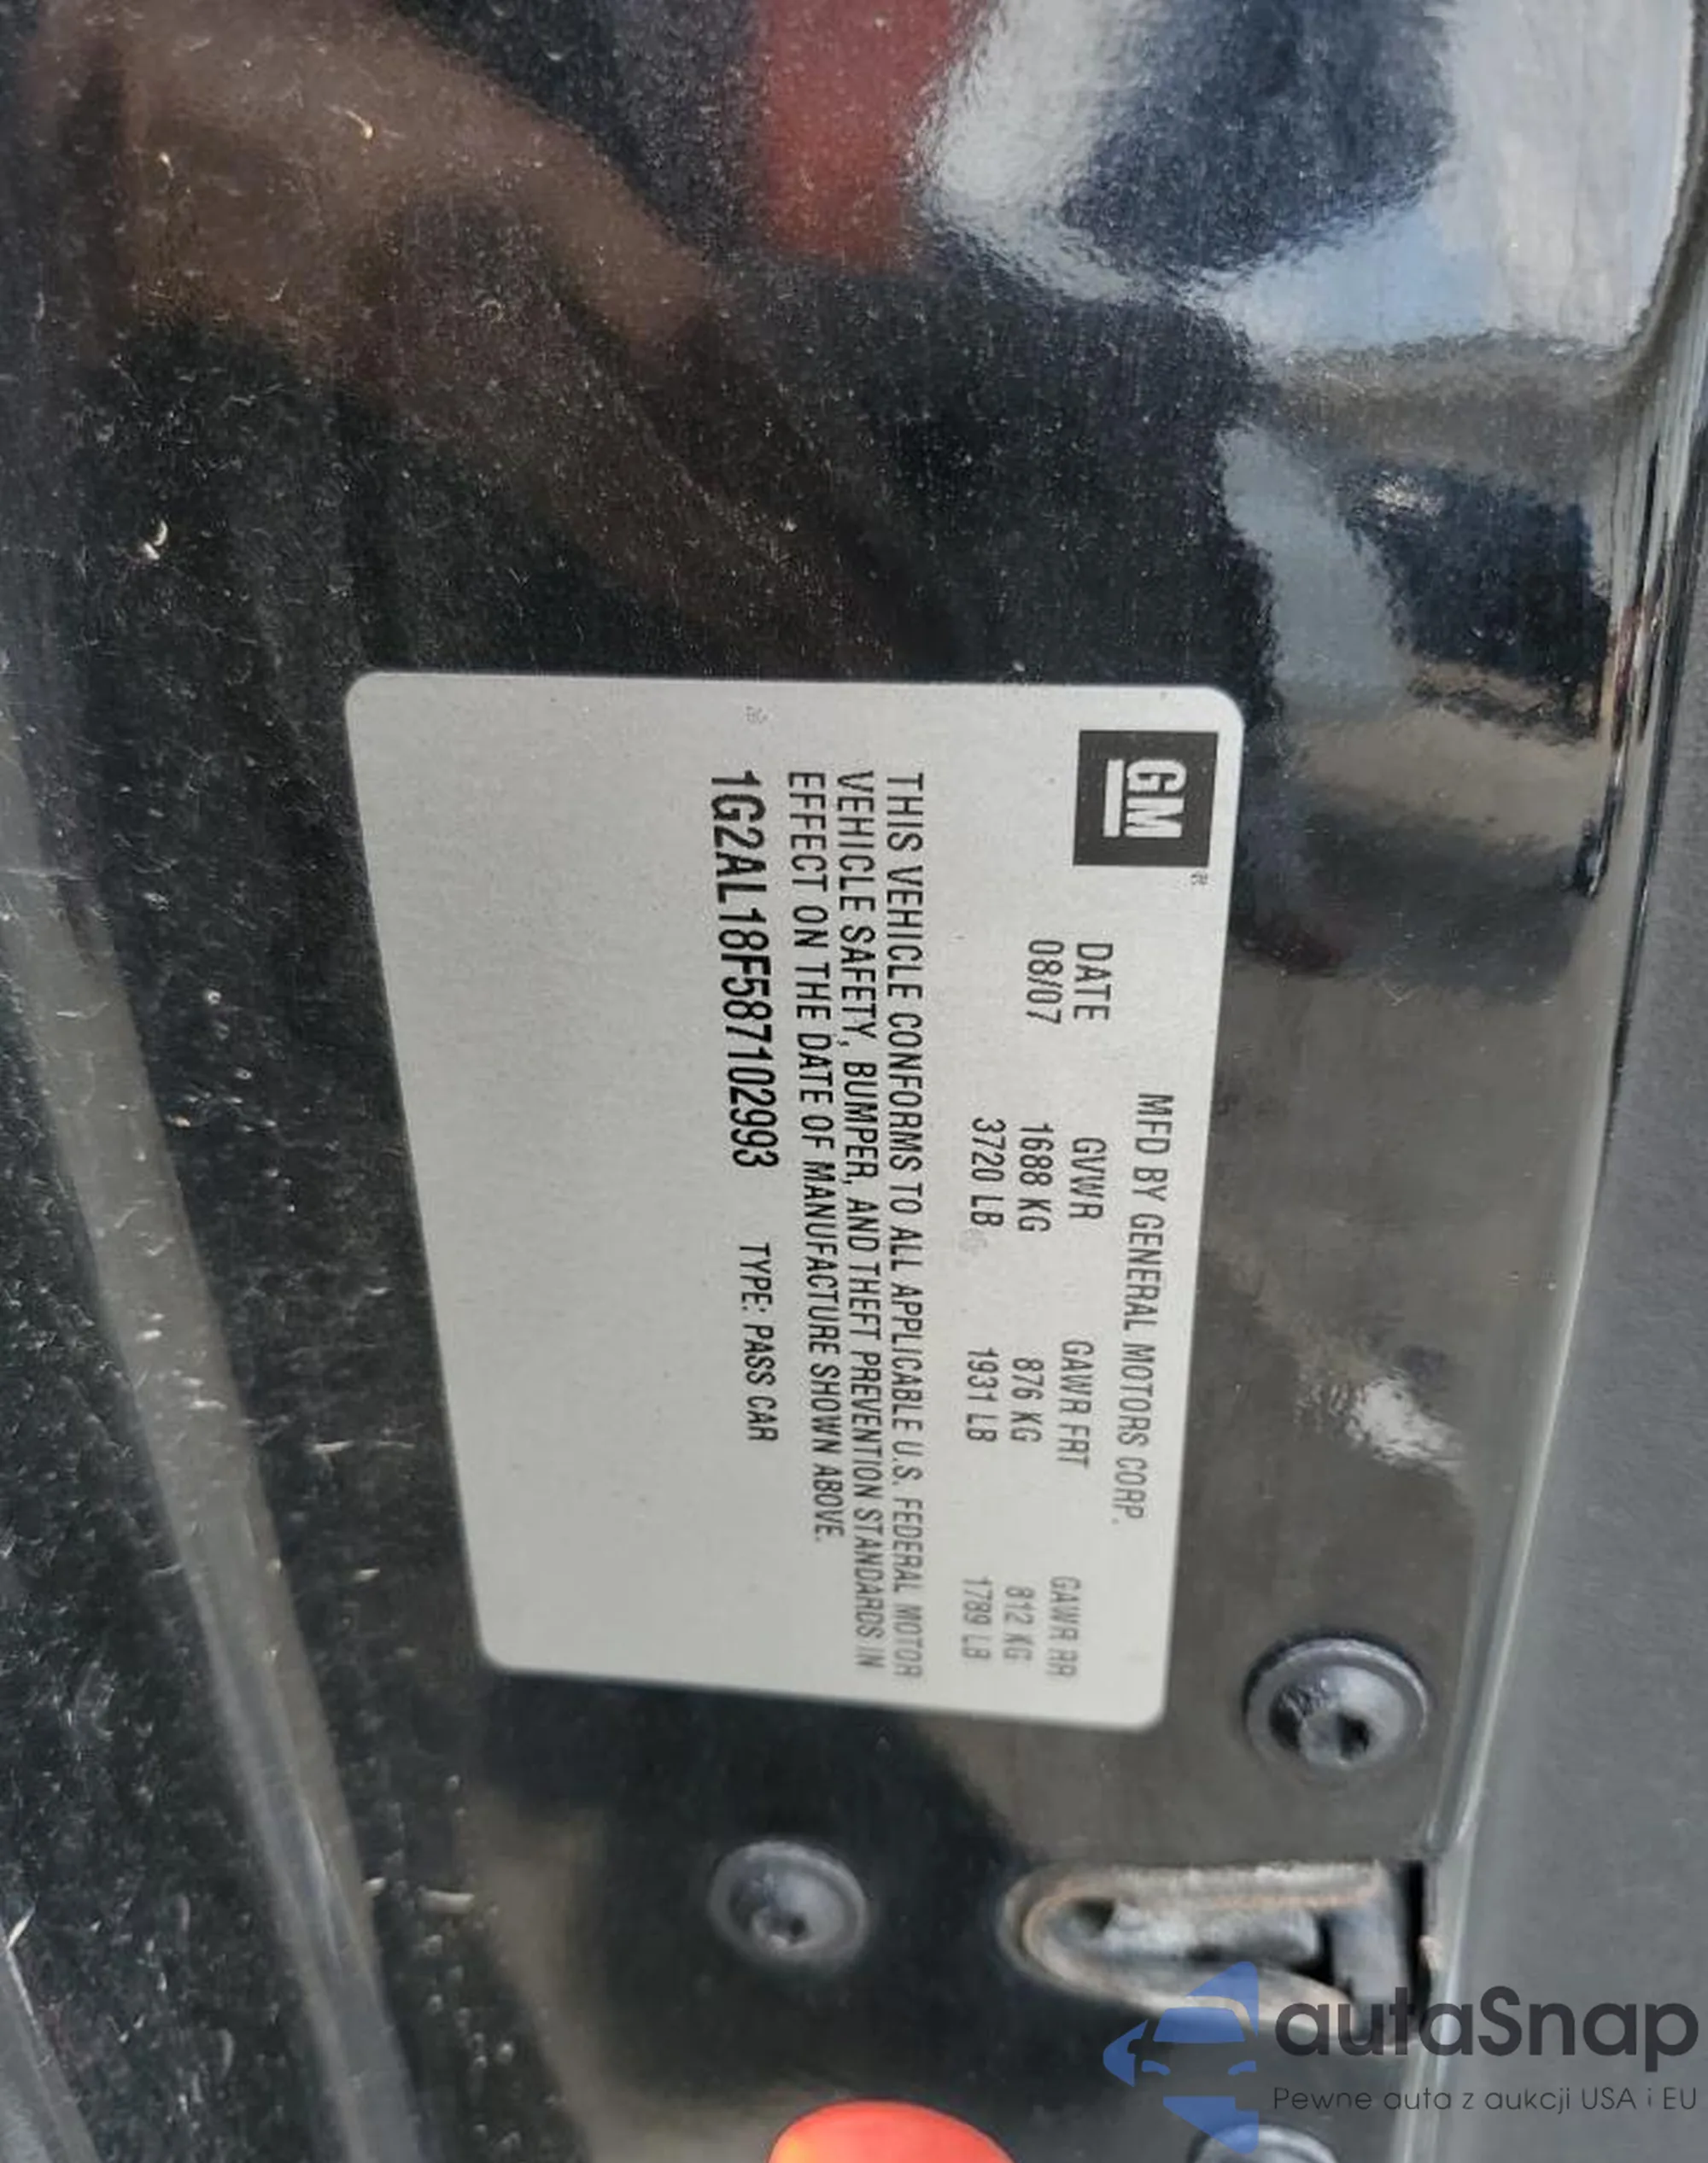 GM
MFD BY GENERAL MOTORS CORP.
DATE GVWR GAWR FRT GAWR RR
08/07 1688 KG 876 KG 812 KG
3720 LB 1931 LB 1789 LB
THIS VEHICLE CONFORMS TO ALL APPLICABLE U.S. FEDERAL MOTOR
VEHICLE SAFETY, BUMPER, AND THEFT PREVENTION STANDARDS IN
EFFECT ON THE DATE OF MANUFACTURE SHOWN ABOVE.
1G2AL18F587102993 TYPE: PASS CAR
autaSnap
Pewne auta z aukcji USA i EU